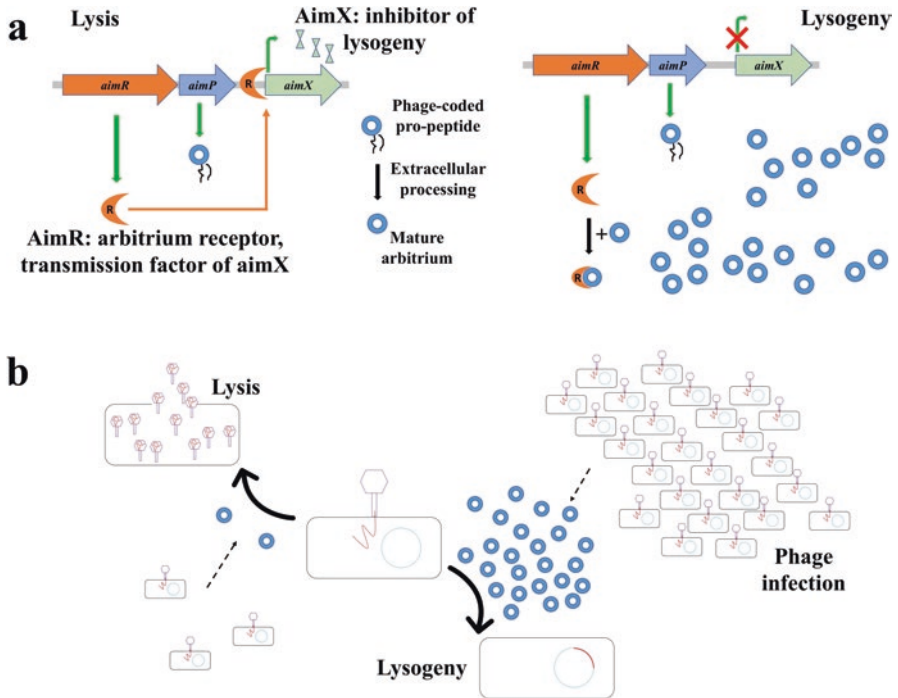 a
Lysis
AimX: inhibitor of
lysogeny
aimR
aimP
R
aimX
Phage-coded
pro-peptide
Extracellular
processing
Mature
arbitrium
R
AimR: arbitrium receptor,
transmission factor of aimX
Lysogeny
aimR
aimP
aimX
R
+
R
b
Lysis
Phage
infection
Lysogeny